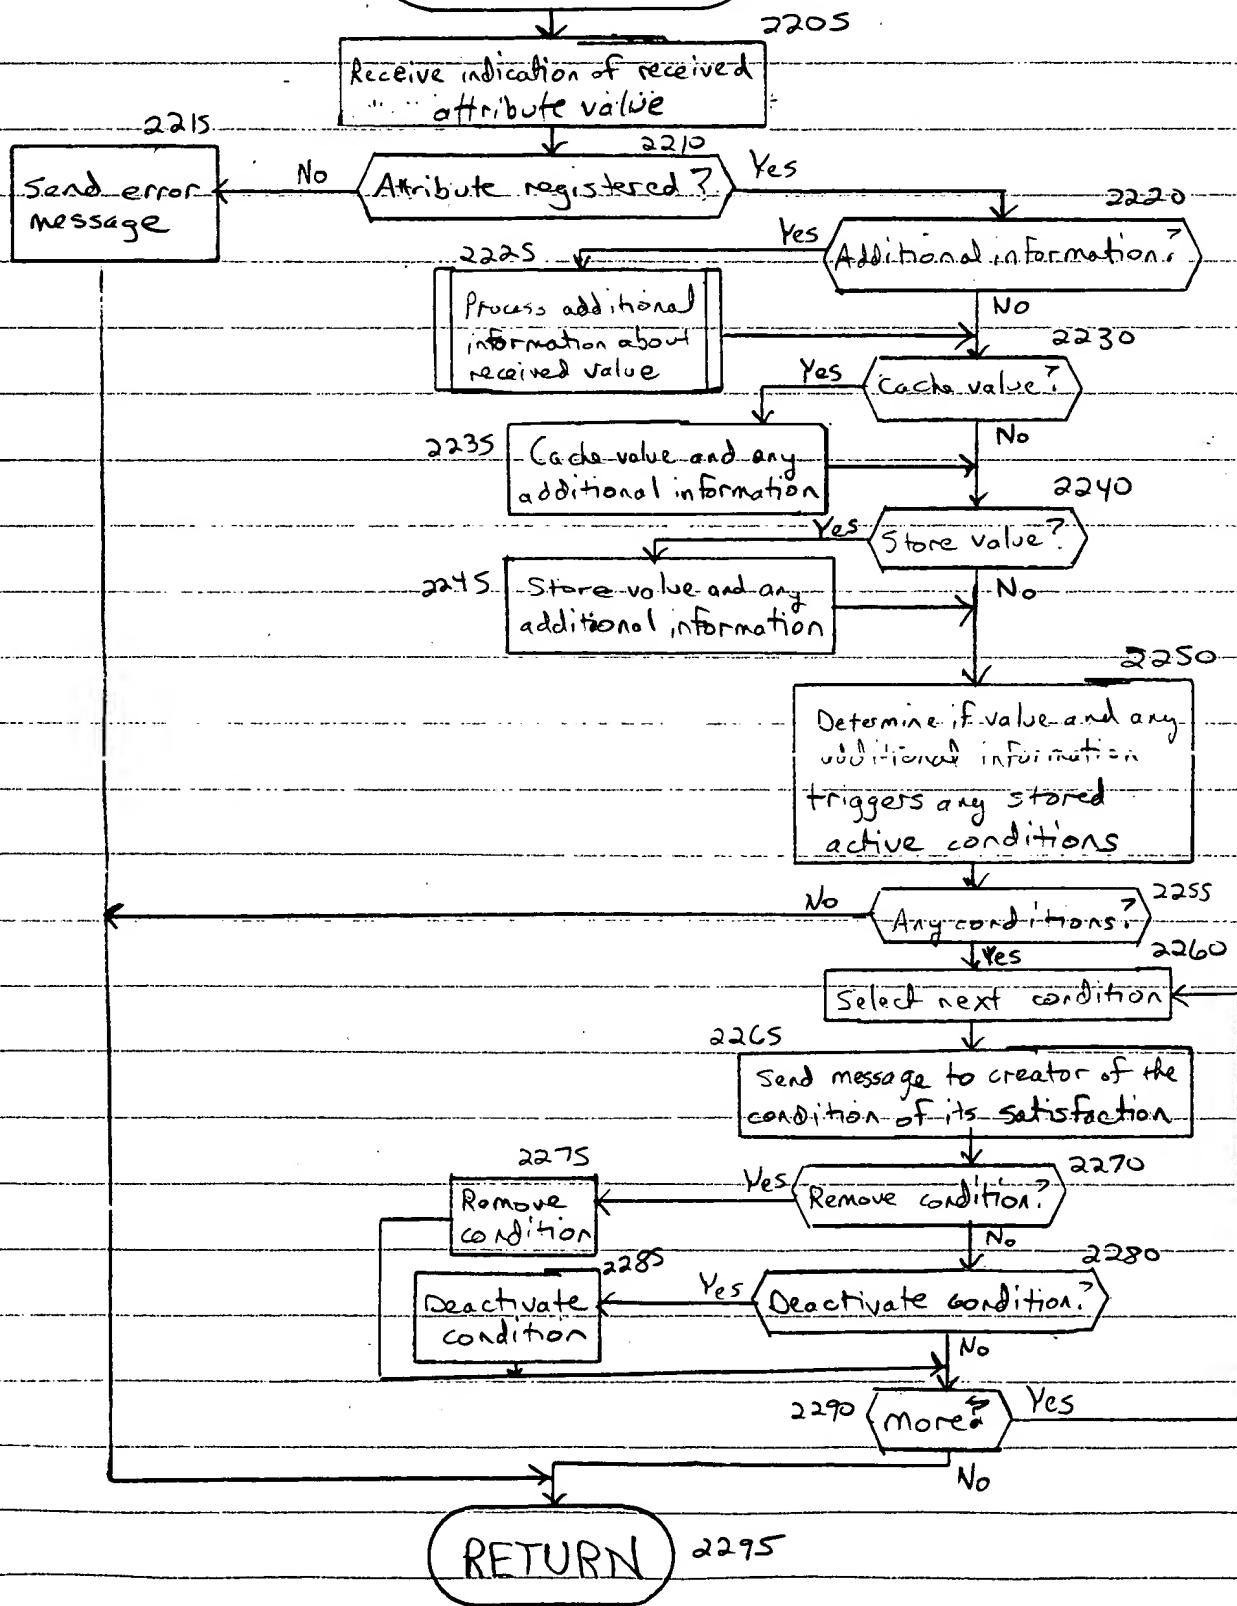 2205
Receive indication of received
attribute value
2210
Attribute registered?
No
Yes
2215
Send error
message
2220
Additional information?
Yes
No
2225
Process additional
information about
received value
2230
Cache value?
Yes
No
2235
Cache value and any
additional information
2240
Store value?
Yes
No
2245
Store value and any
additional information
2250
Determine if value and any
additional information
triggers any stored
active conditions
2255
Any conditions?
No
Yes
2260
Select next condition
2265
Send message to creator of the
condition of its satisfaction
2270
Remove condition?
Yes
No
2275
Remove
condition
2280
Deactivate condition?
Yes
No
2285
Deactivate
condition
2290
more?
Yes
No
RETURN
2295